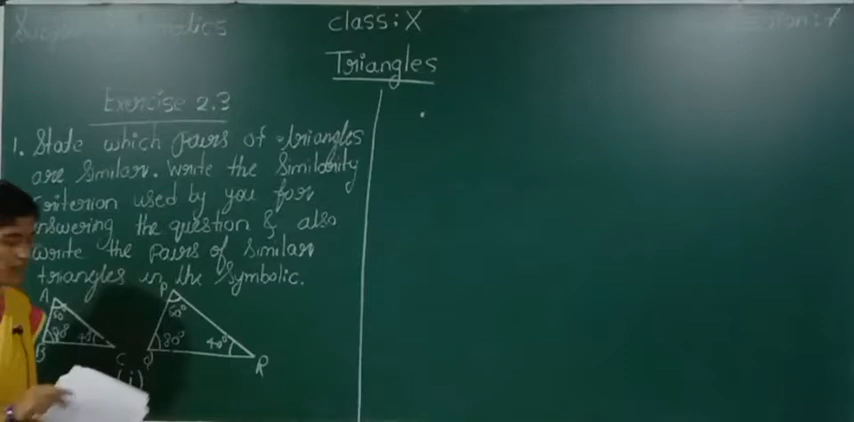 class: X
Triangles
Exercise 2.3
1. State which pairs of triangles
are Similar. Write the Similarity
criterion used by you for
answering the question & also
write the pairs of Similar
triangles in the Symbolic.
A
P
60°
60°
80°
40°
80°
40°
B
C
Q
R
(i)